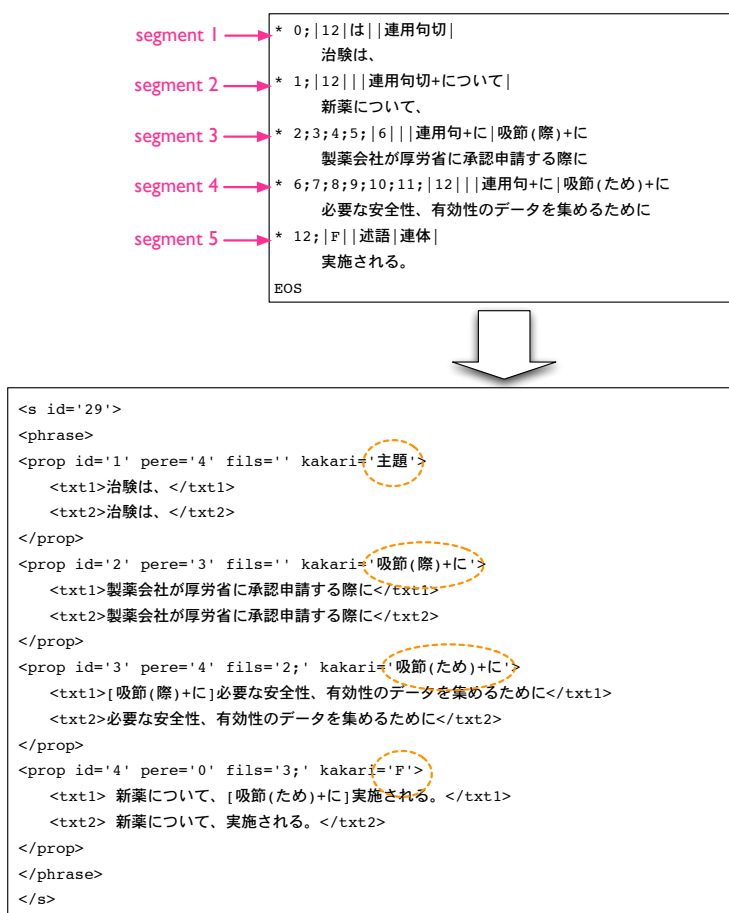 segment 1
* 0;|12|は||連用句切|
治験は、
segment 2
* 1;|12|||連用句切+について|
新薬について、
segment 3
* 2;3;4;5;|6|||連用句+に|吸節(際)+に
製薬会社が厚労省に承認申請する際に
segment 4
* 6;7;8;9;10;11;|12|||連用句+に|吸節(ため)+に
必要な安全性、有効性のデータを集めるために
segment 5
* 12;|F||述語|連体|
実施される。
EOS
<s id='29'>
<phrase>
<prop id='1' pere='4' fils='' kakari='主題'>
<txt1>治験は、</txt1>
<txt2>治験は、</txt2>
</prop>
<prop id='2' pere='3' fils='' kakari='吸節(際)+に'>
<txt1>製薬会社が厚労省に承認申請する際に</txt1>
<txt2>製薬会社が厚労省に承認申請する際に</txt2>
</prop>
<prop id='3' pere='4' fils='2;' kakari='吸節(ため)+に'>
<txt1>[吸節(際)+に]必要な安全性、有効性のデータを集めるために</txt1>
<txt2>必要な安全性、有効性のデータを集めるために</txt2>
</prop>
<prop id='4' pere='0' fils='3;' kakari='F'>
<txt1> 新薬について、[吸節(ため)+に]実施される。</txt1>
<txt2> 新薬について、実施される。</txt2>
</prop>
</phrase>
</s>